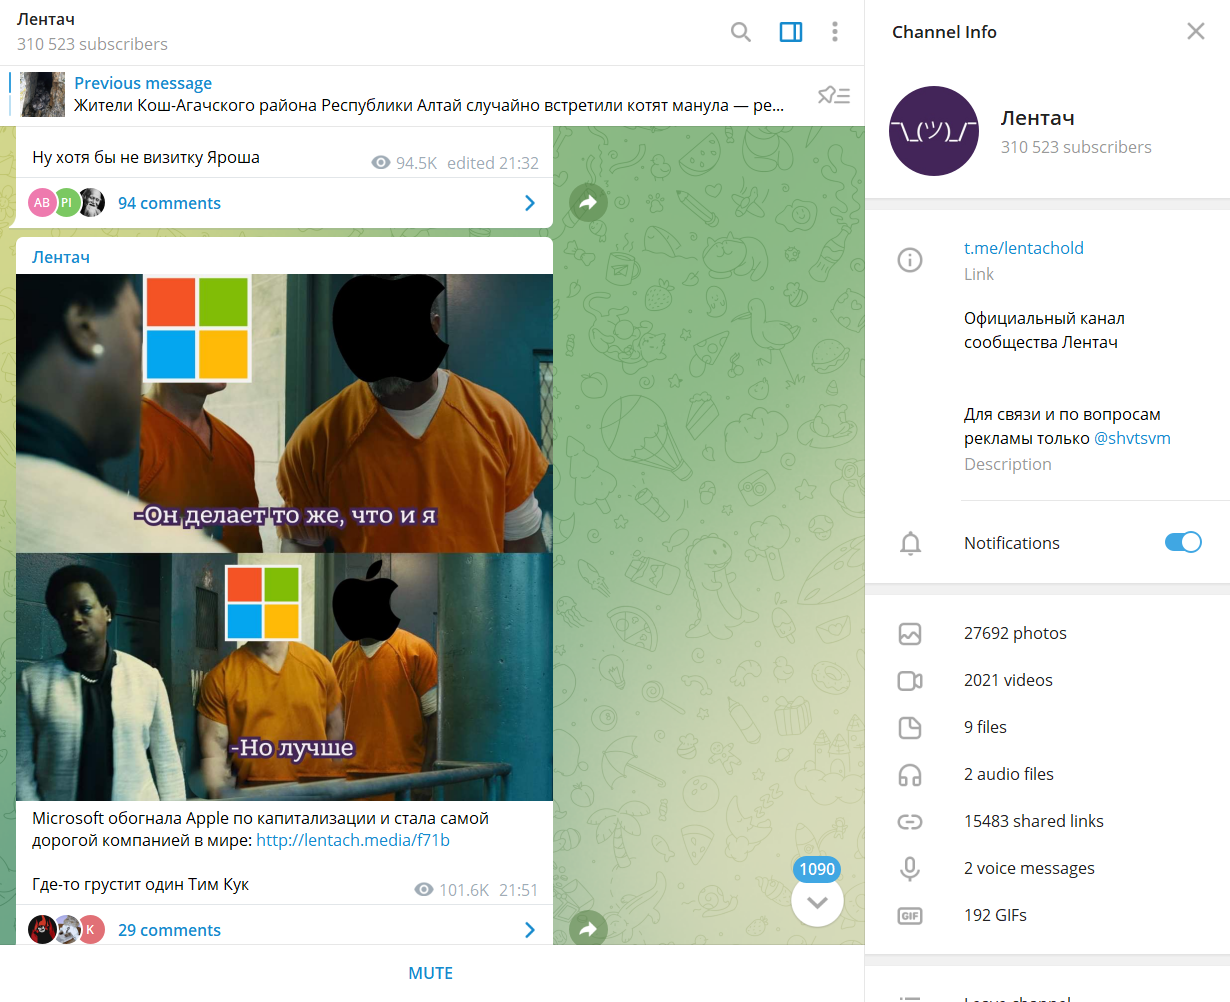 Лентач
310 523 subscribers
Previous message
Жители Кош-Агачского района Республики Алтай случайно встретили котят манула — ре...
Ну хотя бы не визитку Яроша
94.5K edited 21:32
AB
PI
94 comments
Лентач
-Он делает то же, что и я
-Но лучше
Microsoft обогнала Apple по капитализации и стала самой
дорогой компанией в мире: http://lentach.media/f71b
Где-то грустит один Тим Кук
101.6K 21:51
K
29 comments
1090
MUTE
Channel Info
¯\_(ツ)_/¯
Лентач
310 523 subscribers
t.me/lentachold
Link
Официальный канал
сообщества Лентач
Для связи и по вопросам
рекламы только @shvtsvm
Description
Notifications
27692 photos
2021 videos
9 files
2 audio files
15483 shared links
2 voice messages
GIF
192 GIFs
Leave channel